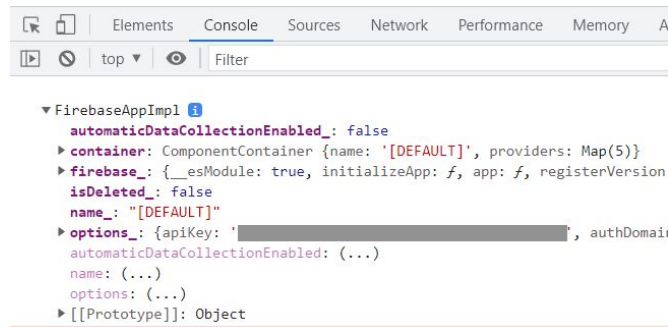 Elements Console Sources Network Performance Memory A
top ▼ Filter
▼ FirebaseAppImpl i
automaticDataCollectionEnabled_: false
▶ container: ComponentContainer {name: '[DEFAULT]', providers: Map(5)}
▶ firebase_: {__esModule: true, initializeApp: ƒ, app: ƒ, registerVersion
isDeleted_: false
name_: "[DEFAULT]"
▶ options_: {apiKey: '', authDomain
automaticDataCollectionEnabled: (...)
name: (...)
options: (...)
▶ [[Prototype]]: Object